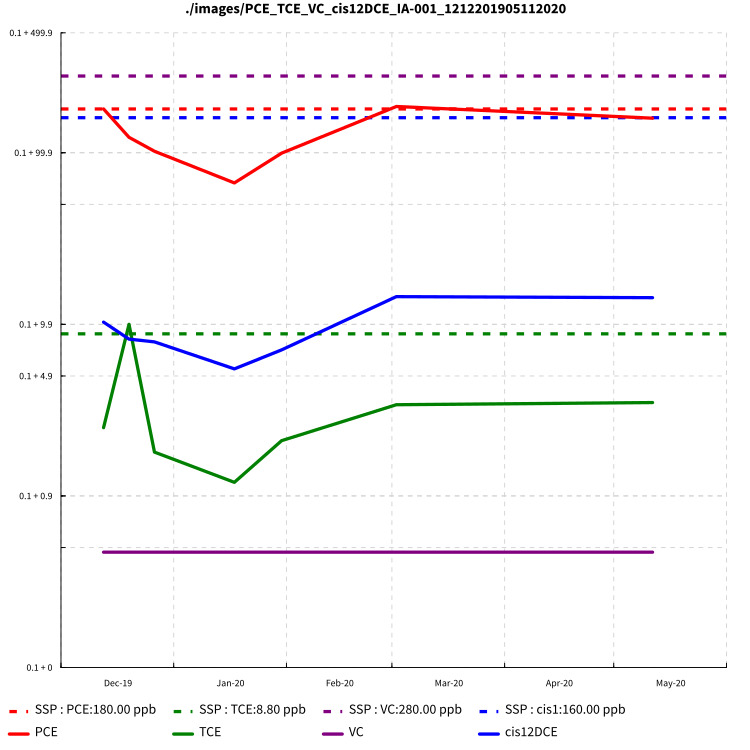 ./images/PCE_TCE_VC_cis12DCE_IA-001_1212201905112020
0.1 + 499.9
0.1 + 99.9
0.1 + 9.9
0.1 + 4.9
0.1 + 0.9
0.1 + 0
Dec-19 Jan-20 Feb-20 Mar-20 Apr-20 May-20
SSP : PCE:180.00 ppb SSP : TCE:8.80 ppb SSP : VC:280.00 ppb SSP : cis1:160.00 ppb
PCE TCE VC cis12DCE